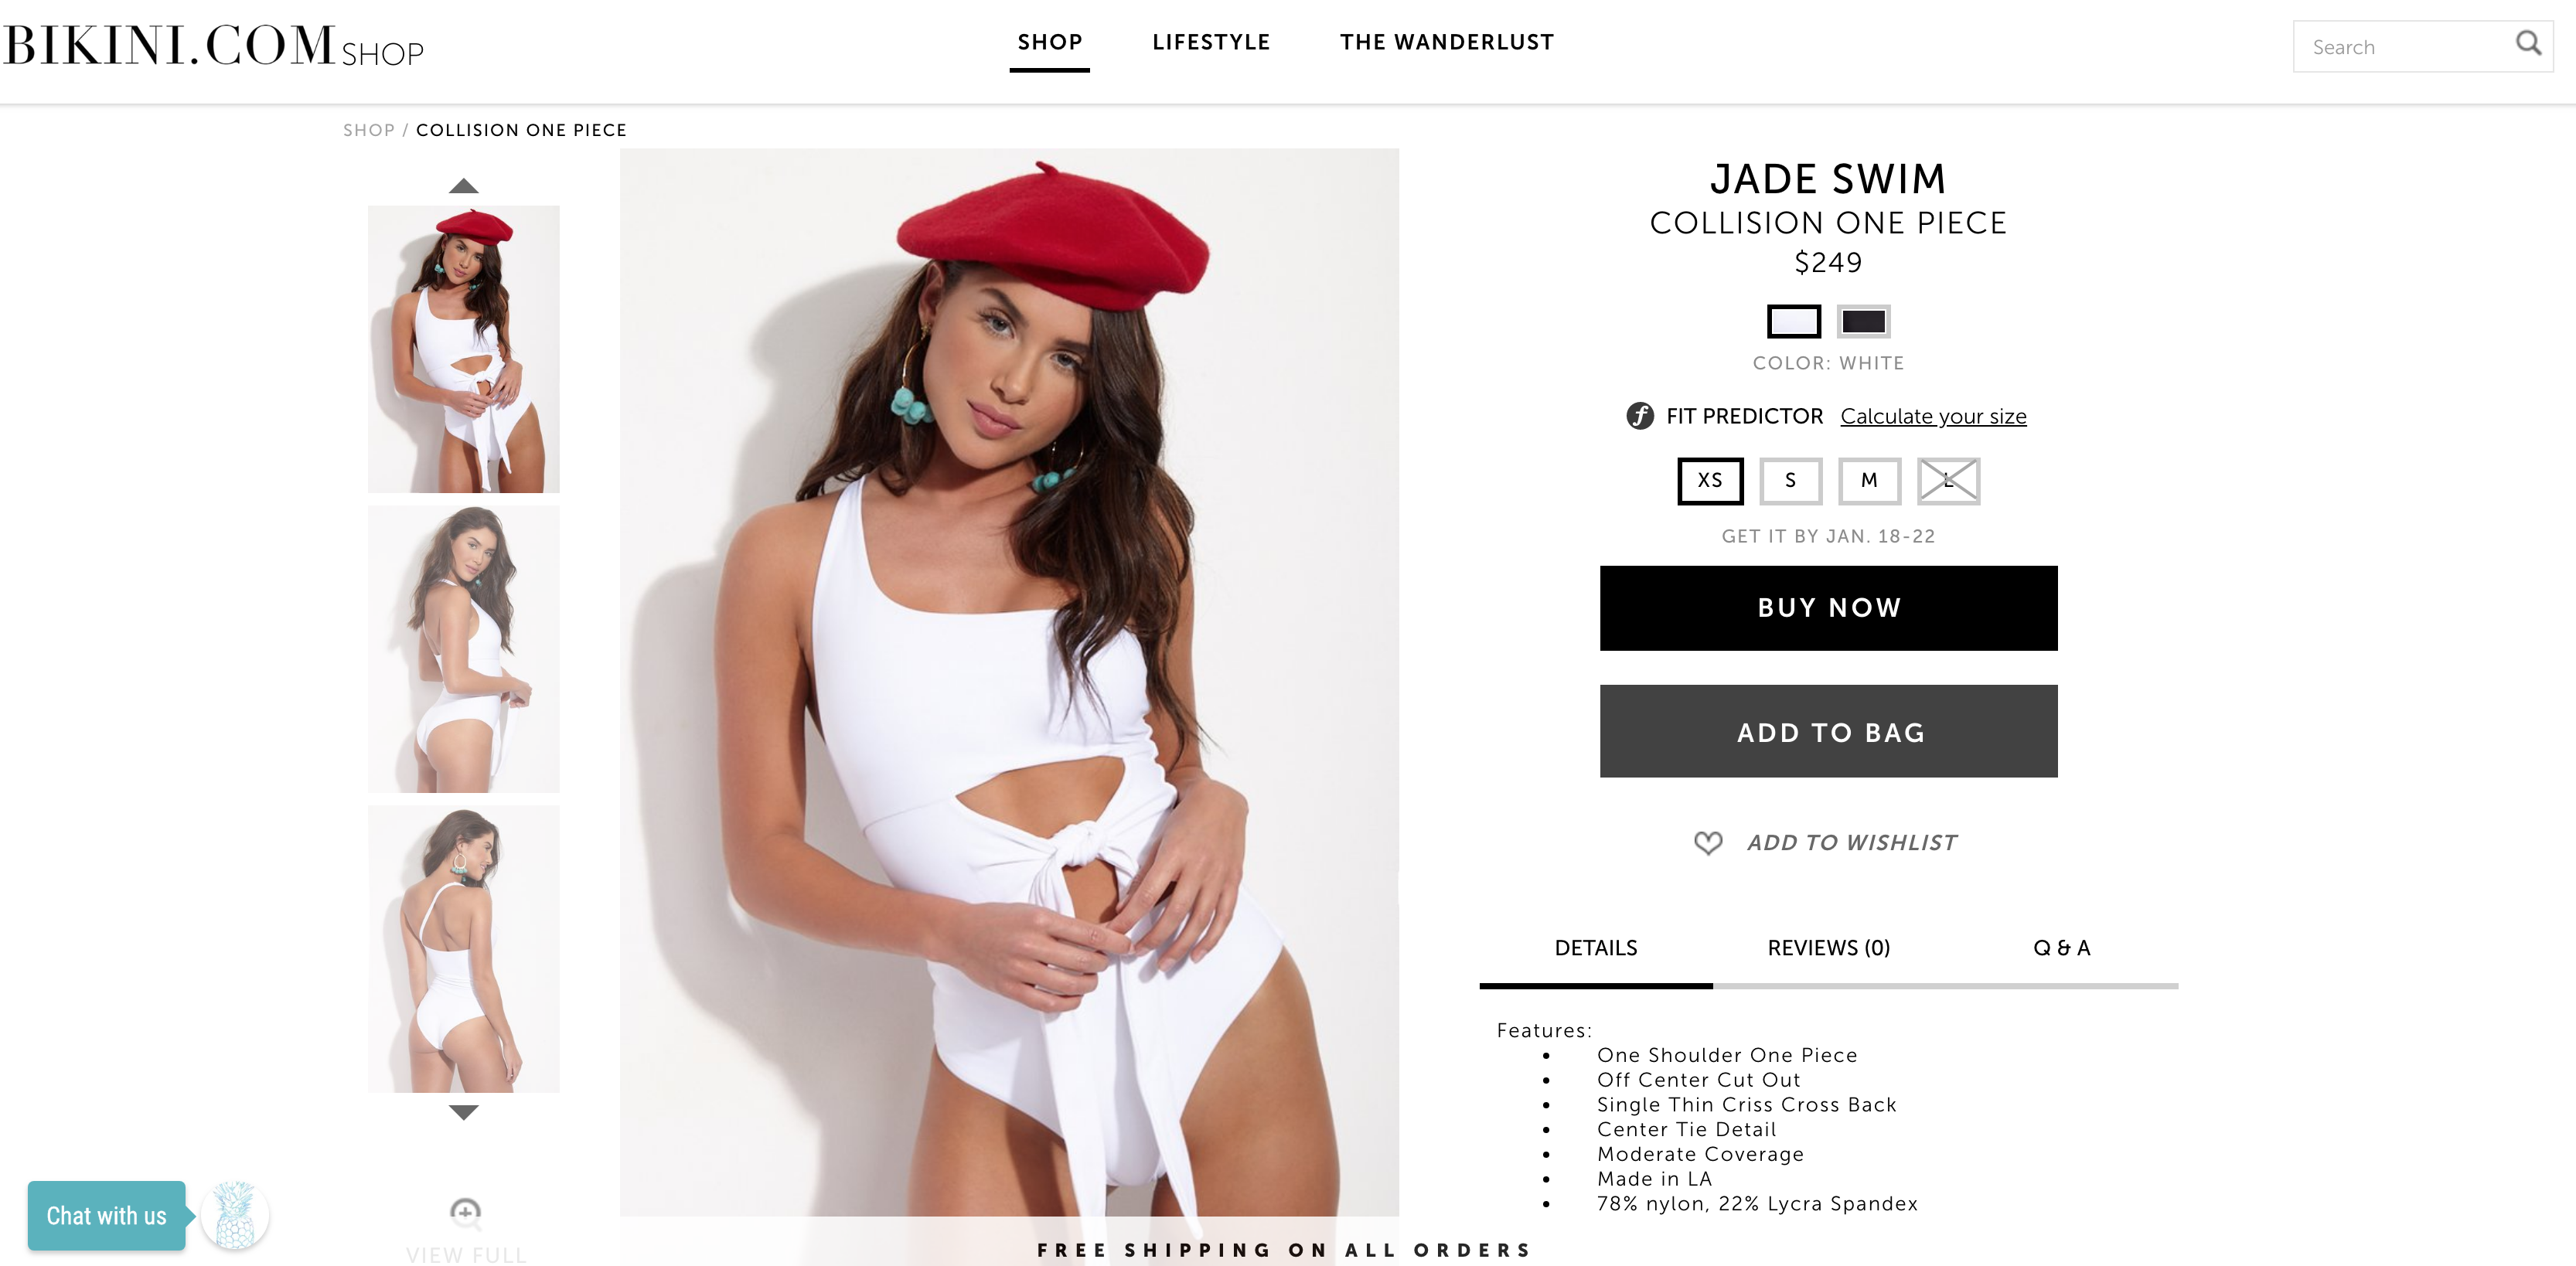 BIKINI.COM SHOP
SHOP
LIFESTYLE
THE WANDERLUST
Search
SHOP / COLLISION ONE PIECE
JADE SWIM
COLLISION ONE PIECE
$249
COLOR: WHITE
f FIT PREDICTOR Calculate your size
XS S M L
GET IT BY JAN. 18-22
BUY NOW
ADD TO BAG
ADD TO WISHLIST
DETAILS REVIEWS (0) Q & A
Features:
• One Shoulder One Piece
• Off Center Cut Out
• Single Thin Criss Cross Back
• Center Tie Detail
• Moderate Coverage
• Made in LA
• 78% nylon, 22% Lycra Spandex
Chat with us
VIEW FULL
FREE SHIPPING ON ALL ORDERS